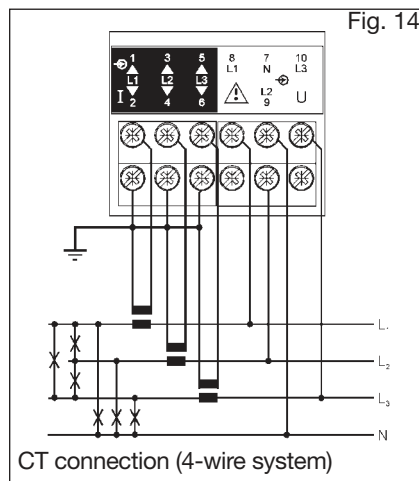 Fig. 14
1 3 5 8 7 10
L1 N L3
L1 L2 L3
L2
I 2 4 6 9 U
L₁
L₂
L₃
N
CT connection (4-wire system)